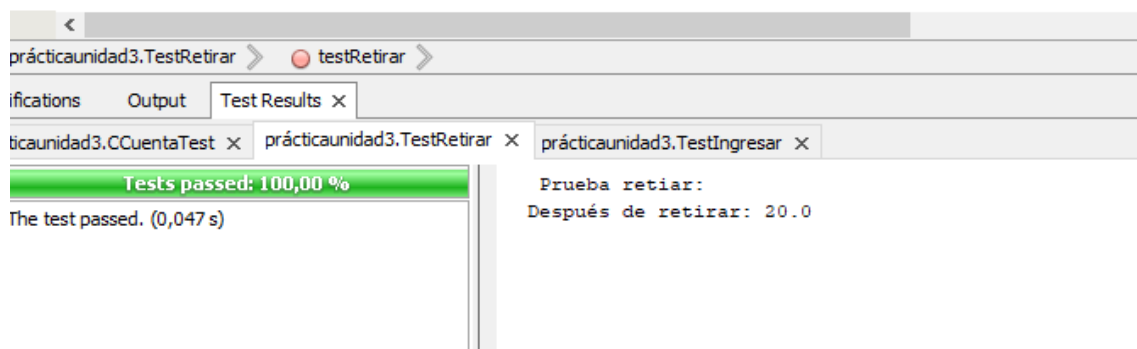 prácticaunidad3.TestRetirar testRetirar
ifications Output Test Results
ticaunidad3.CCuentaTest prácticaunidad3.TestRetirar prácticaunidad3.TestIngresar
Tests passed: 100,00 %
The test passed. (0,047 s)
Prueba retiar:
Después de retirar: 20.0